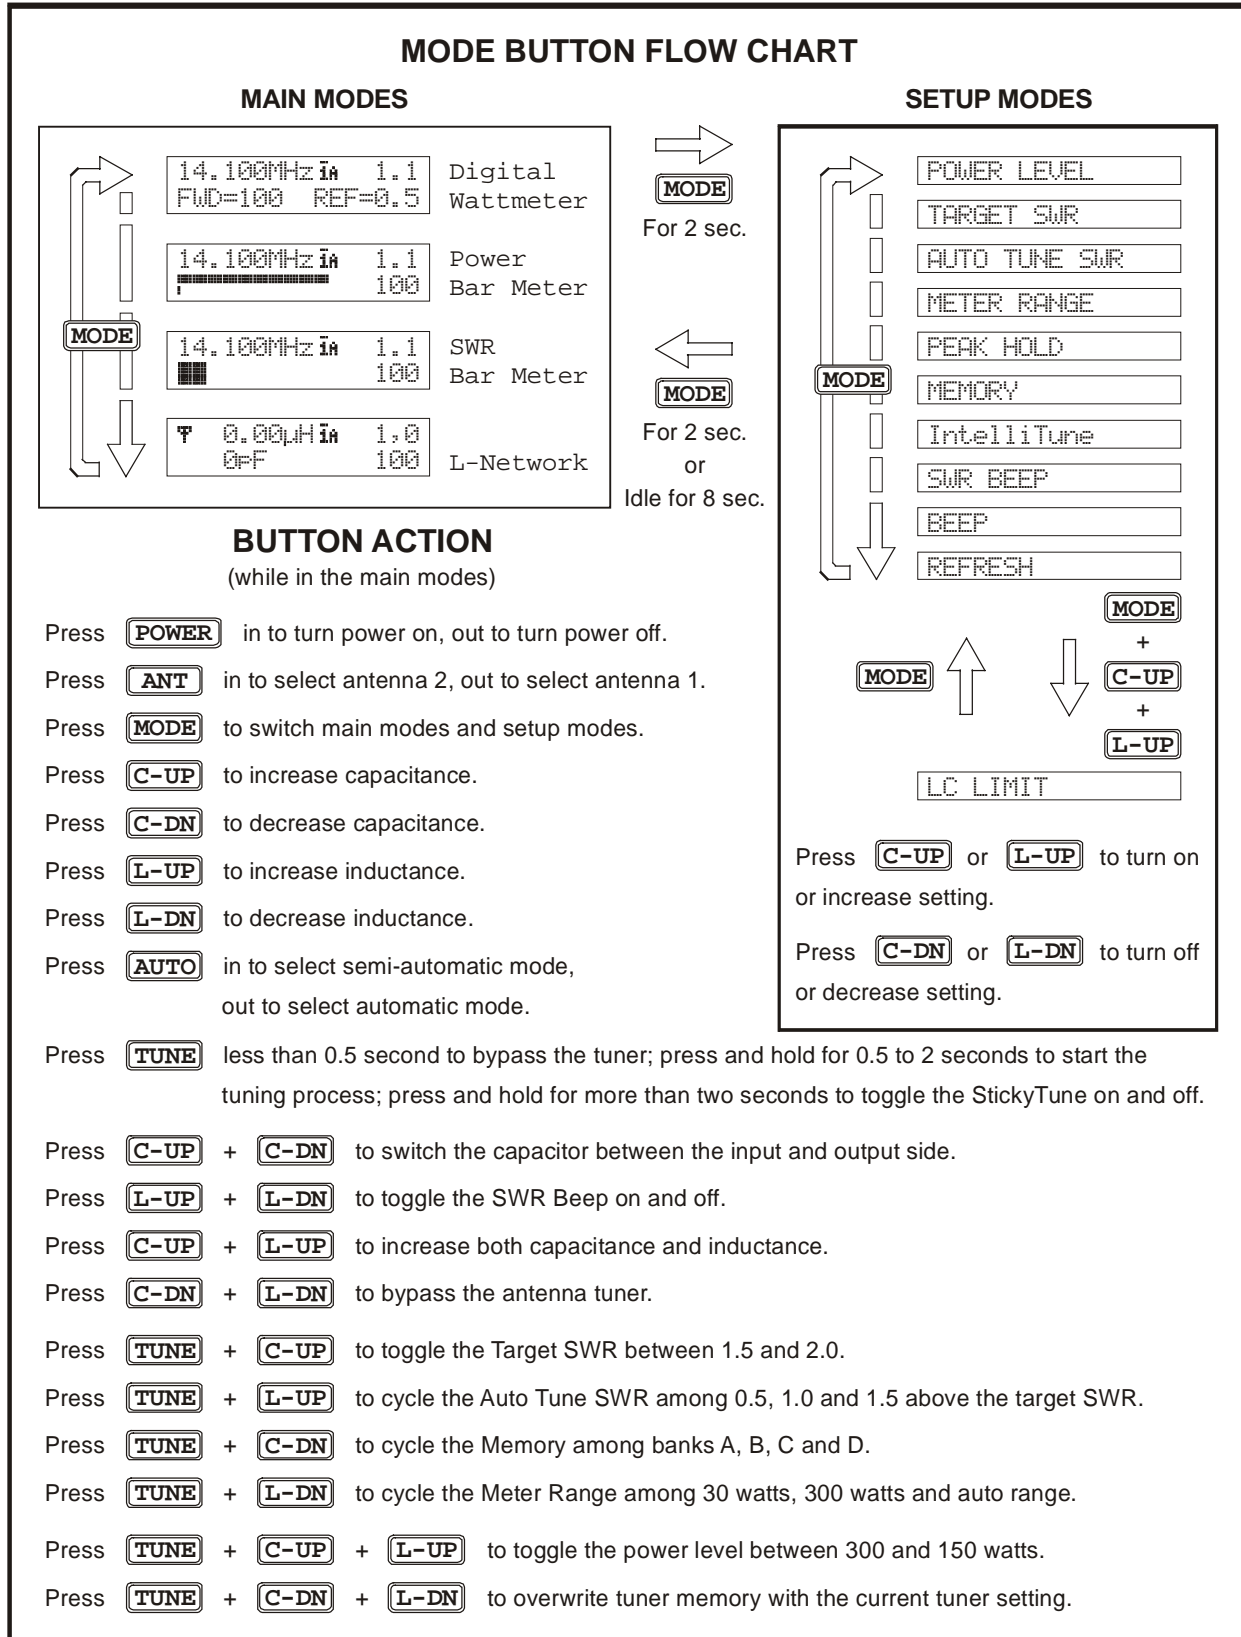 MODE BUTTON FLOW CHART
MAIN MODES
14.100MHz iA 1.1 Digital
FWD=100 REF=0.5 Wattmeter
14.100MHz iA 1.1 Power
100 Bar Meter
MODE
14.100MHz iA 1.1 SWR
100 Bar Meter
0.00µH iA 1,0
0pF 100 L-Network
MODE
For 2 sec.
MODE
For 2 sec.
or
Idle for 8 sec.
SETUP MODES
POWER LEVEL
TARGET SWR
AUTO TUNE SWR
METER RANGE
PEAK HOLD
MODE
MEMORY
IntelliTune
SWR BEEP
BEEP
REFRESH
MODE
+
MODE C-UP
+
L-UP
LC LIMIT
Press C-UP or L-UP to turn on
or increase setting.
Press C-DN or L-DN to turn off
or decrease setting.
BUTTON ACTION
(while in the main modes)
Press POWER in to turn power on, out to turn power off.
Press ANT in to select antenna 2, out to select antenna 1.
Press MODE to switch main modes and setup modes.
Press C-UP to increase capacitance.
Press C-DN to decrease capacitance.
Press L-UP to increase inductance.
Press L-DN to decrease inductance.
Press AUTO in to select semi-automatic mode,
out to select automatic mode.
Press TUNE less than 0.5 second to bypass the tuner; press and hold for 0.5 to 2 seconds to start the
tuning process; press and hold for more than two seconds to toggle the StickyTune on and off.
Press C-UP + C-DN to switch the capacitor between the input and output side.
Press L-UP + L-DN to toggle the SWR Beep on and off.
Press C-UP + L-UP to increase both capacitance and inductance.
Press C-DN + L-DN to bypass the antenna tuner.
Press TUNE + C-UP to toggle the Target SWR between 1.5 and 2.0.
Press TUNE + L-UP to cycle the Auto Tune SWR among 0.5, 1.0 and 1.5 above the target SWR.
Press TUNE + C-DN to cycle the Memory among banks A, B, C and D.
Press TUNE + L-DN to cycle the Meter Range among 30 watts, 300 watts and auto range.
Press TUNE + C-UP + L-UP to toggle the power level between 300 and 150 watts.
Press TUNE + C-DN + L-DN to overwrite tuner memory with the current tuner setting.